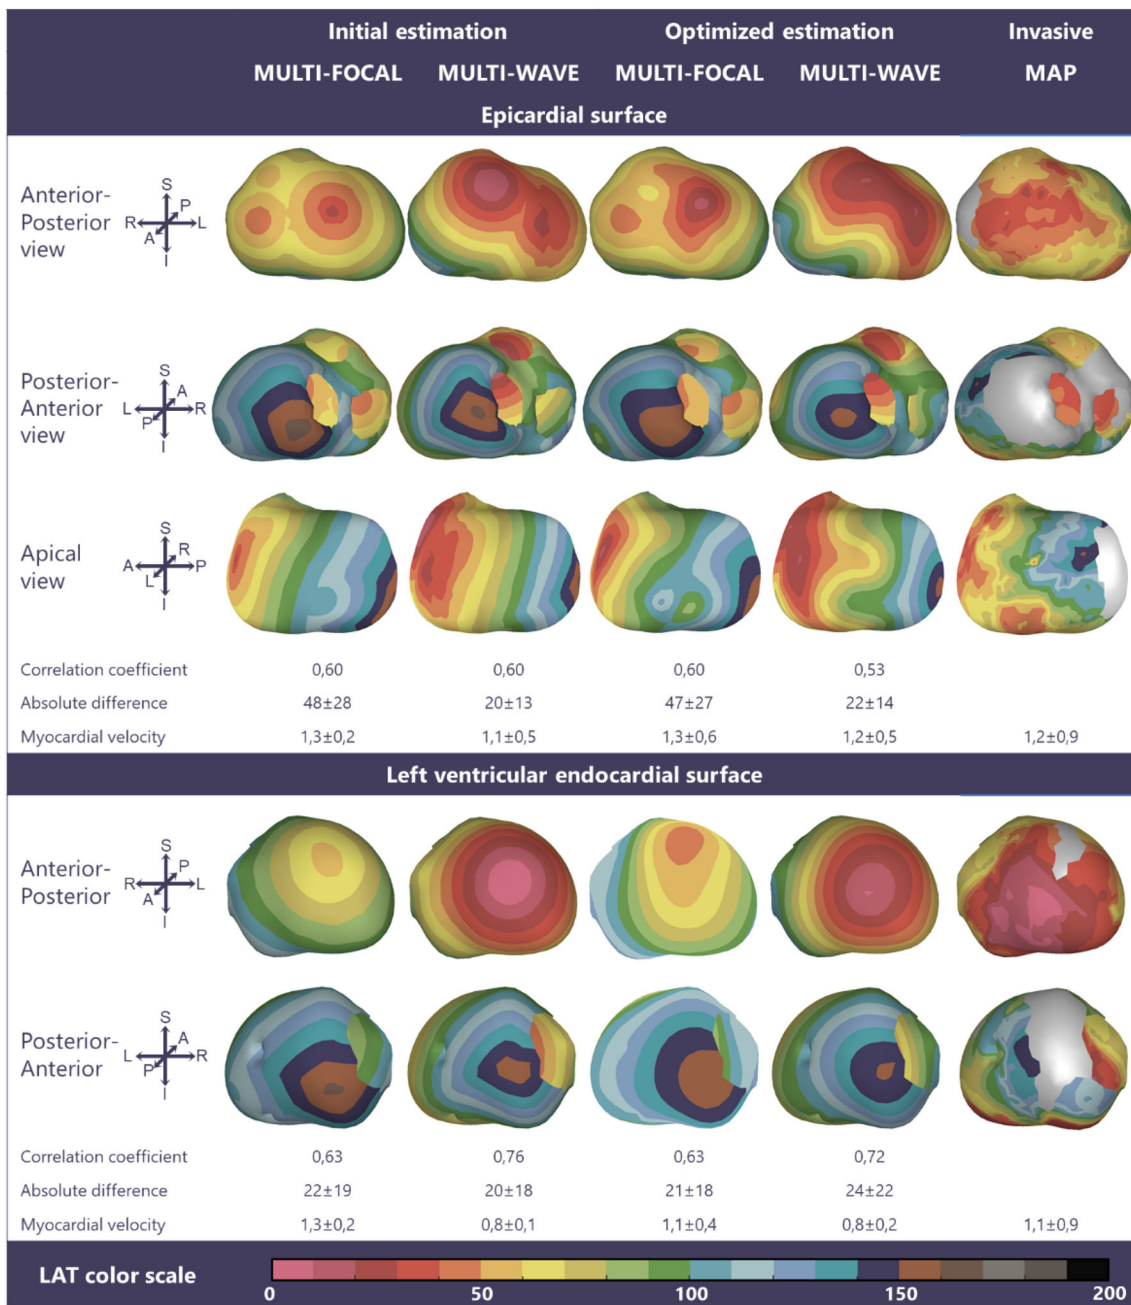 Initial estimation Optimized estimation Invasive
MULTI-FOCAL MULTI-WAVE MULTI-FOCAL MULTI-WAVE MAP
Epicardial surface
Anterior-
Posterior
view
S
P
R L
A
I
Posterior-
Anterior
view
S
A
L R
P
I
Apical
view
S
R
A P
L
I
Correlation coefficient 0,60 0,60 0,60 0,53
Absolute difference 48±28 20±13 47±27 22±14
Myocardial velocity 1,3±0,2 1,1±0,5 1,3±0,6 1,2±0,5 1,2±0,9
Left ventricular endocardial surface
Anterior-
Posterior
S
P
R L
A
I
Posterior-
Anterior
S
A
L R
P
I
Correlation coefficient 0,63 0,76 0,63 0,72
Absolute difference 22±19 20±18 21±18 24±22
Myocardial velocity 1,3±0,2 0,8±0,1 1,1±0,4 0,8±0,2 1,1±0,9
LAT color scale
0 50 100 150 200